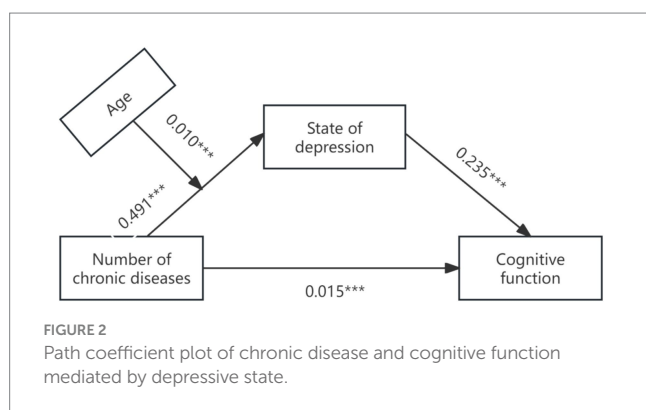 Age
0.010***
State of
depression
0.491***
0.235***
Number of
chronic diseases
Cognitive
function
0.015***
FIGURE 2
Path coefficient plot of chronic disease and cognitive function
mediated by depressive state.